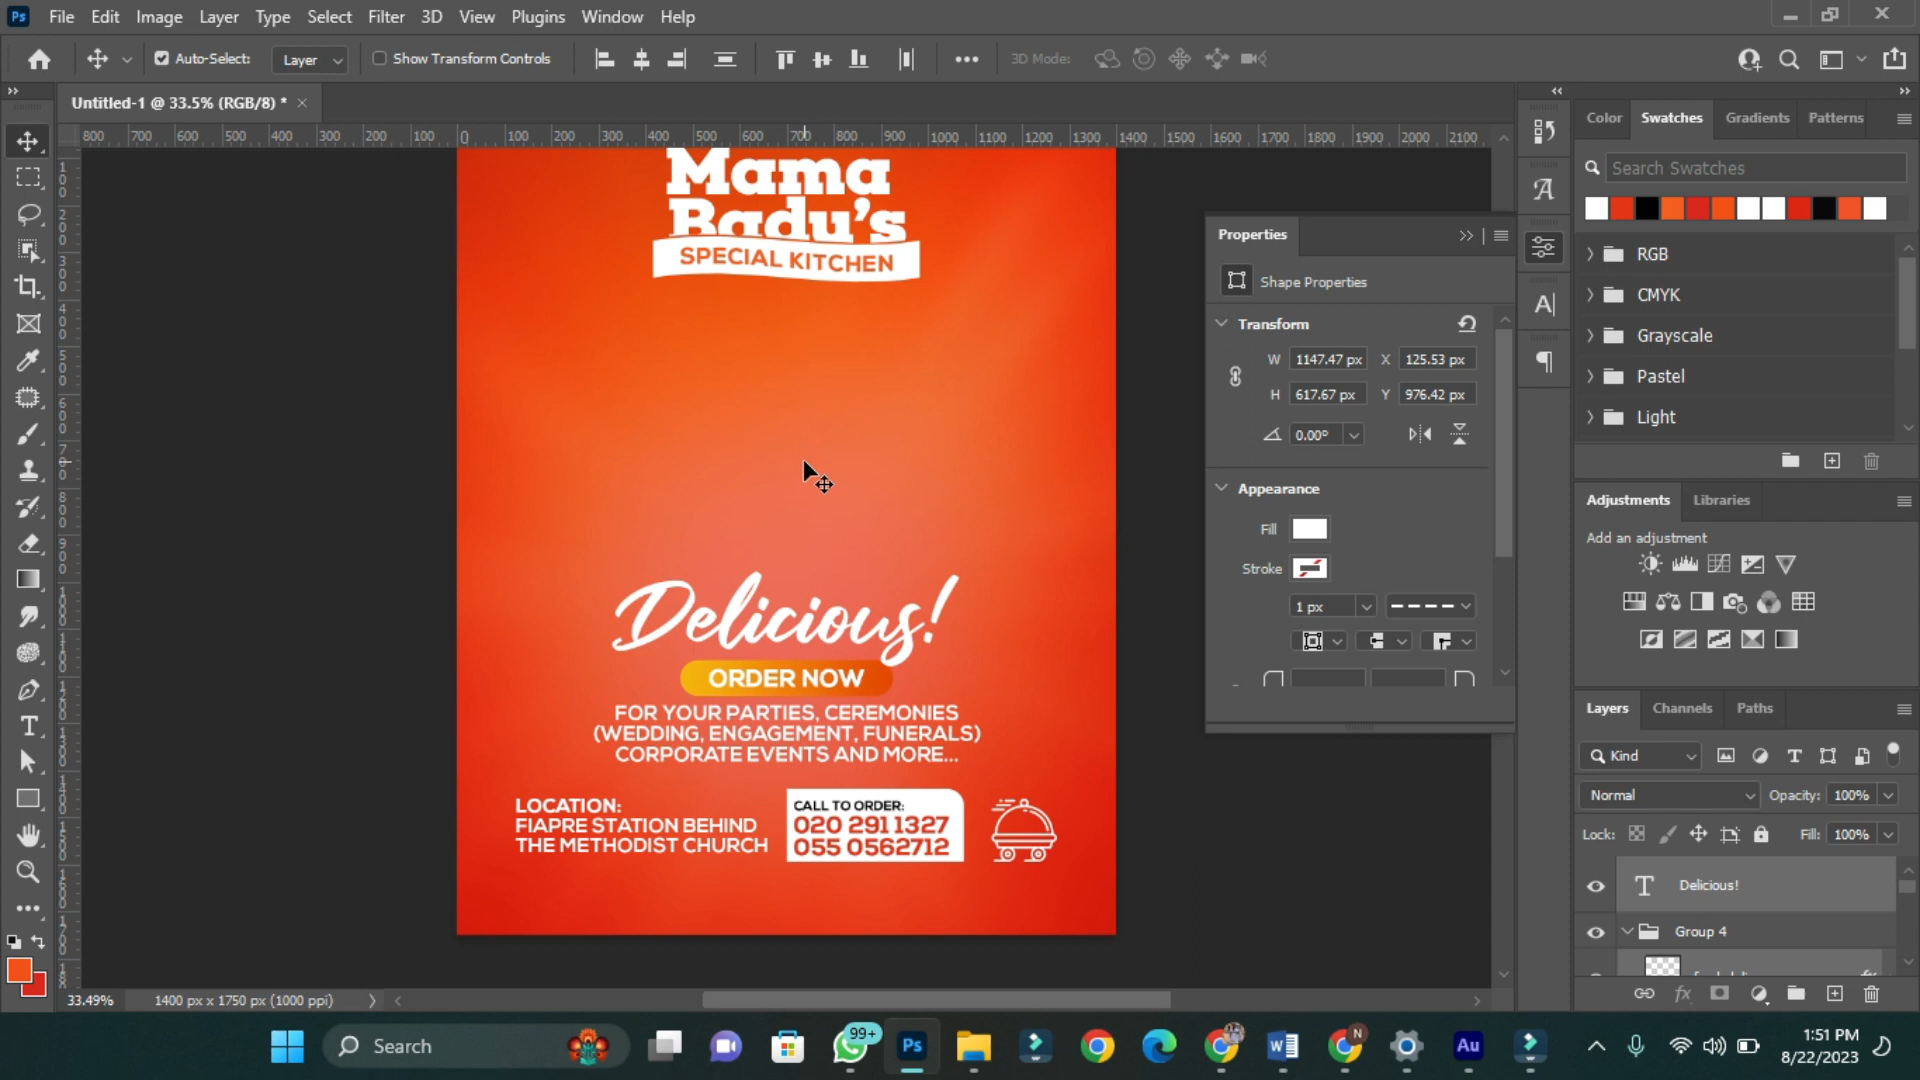 Ps File Edit Image Layer Type Select Filter 3D View Plugins Window Help
Auto-Select: Layer Show Transform Controls 3D Mode:
Untitled-1 @ 33.5% (RGB/8) *
800 700 600 500 400 300 200 100 0 100 200 300 400 500 600 700 800 900 1000 1100 1200 1300 1400 1500 1600 1700 1800 1900 2000 2100
Mama
Badu's
SPECIAL KITCHEN
Delicious!
ORDER NOW
FOR YOUR PARTIES, CEREMONIES
(WEDDING, ENGAGEMENT, FUNERALS)
CORPORATE EVENTS AND MORE...
LOCATION:
FIAPRE STATION BEHIND
THE METHODIST CHURCH
CALL TO ORDER:
020 291 1327
055 0562712
Properties
Shape Properties
Transform
W 1147.47 px X 125.53 px
H 617.67 px Y 976.42 px
0.00°
Appearance
Fill
Stroke
1 px
Color Swatches Gradients Patterns
Search Swatches
RGB
CMYK
Grayscale
Pastel
Light
Adjustments Libraries
Add an adjustment
Layers Channels Paths
Kind
Normal Opacity: 100%
Lock: Fill: 100%
Delicious!
Group 4
33.49% 1400 px x 1750 px (1000 ppi)
Search
99+
Ps
N
Au
1:51 PM
8/22/2023